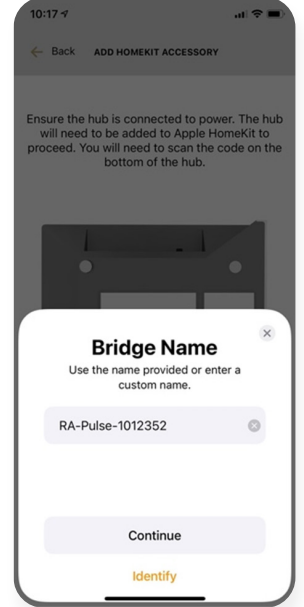 10:17
Back ADD HOMEKIT ACCESSORY
Ensure the hub is connected to power. The hub
will need to be added to Apple HomeKit to
proceed. You will need to scan the code on the
bottom of the hub.
Bridge Name
Use the name provided or enter a
custom name.
RA-Pulse-1012352
Continue
Identify